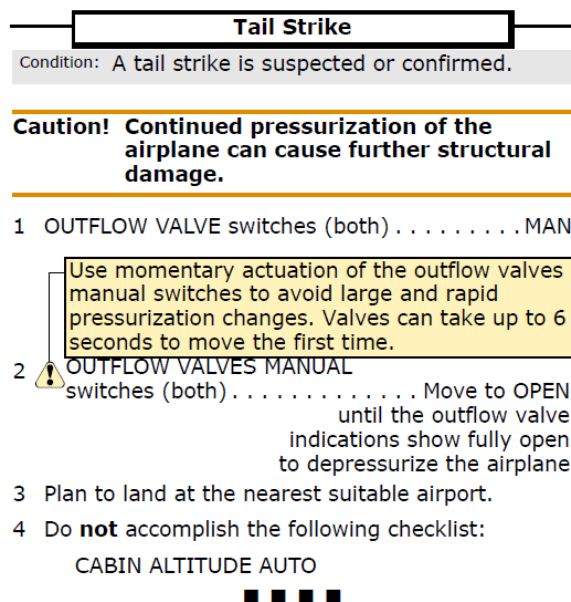 Tail Strike
Condition: A tail strike is suspected or confirmed.
Caution! Continued pressurization of the
airplane can cause further structural
damage.
1 OUTFLOW VALVE switches (both) . . . . . . . . . MAN
Use momentary actuation of the outflow valves
manual switches to avoid large and rapid
pressurization changes. Valves can take up to 6
seconds to move the first time.
2 OUTFLOW VALVES MANUAL
switches (both) . . . . . . . . . . . . . Move to OPEN
until the outflow valve
indications show fully open
to depressurize the airplane
3 Plan to land at the nearest suitable airport.
4 Do not accomplish the following checklist:
CABIN ALTITUDE AUTO